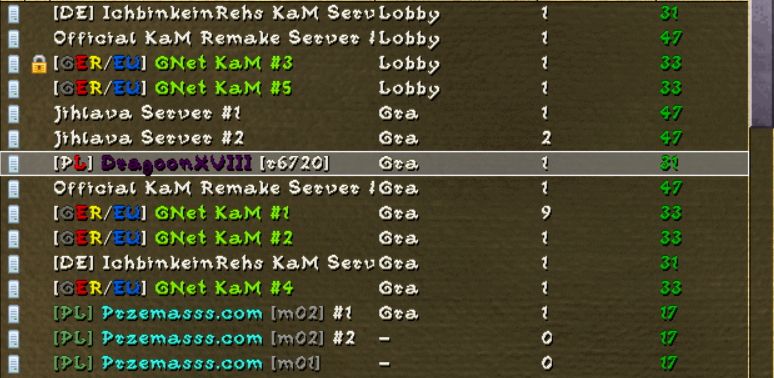 [DE] IchbinkeinRehs KaM Serv Lobby 1 31
Official KaM Remake Server Lobby 1 47
[GER/EU] GNet KaM #3 Lobby 1 33
[GER/EU] GNet KaM #5 Lobby 1 33
Jihlava Server #1 Gra 1 47
Jihlava Server #2 Gra 2 47
[PL] DragoonXVIII [r6720] Gra 1 31
Official KaM Remake Server Gra 1 47
[GER/EU] GNet KaM #1 Gra 9 33
[GER/EU] GNet KaM #2 Gra 1 33
[DE] IchbinkeinRehs KaM Serv Gra 1 31
[GER/EU] GNet KaM #4 Gra 1 33
[PL] Przemasss.com [m02] #1 Gra 1 17
[PL] Przemasss.com [m02] #2 - 0 17
[PL] Przemasss.com [m01] - 0 17